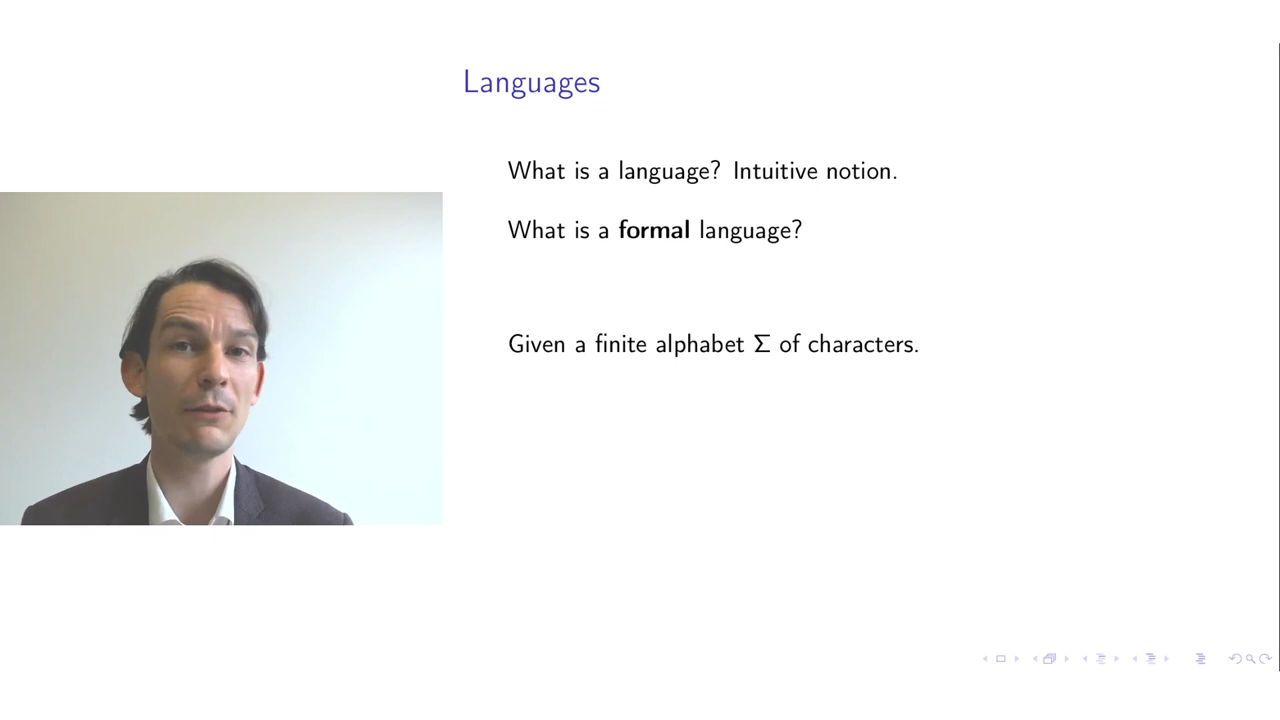 Languages
What is a language? Intuitive notion.
What is a formal language?
Given a finite alphabet Σ of characters.